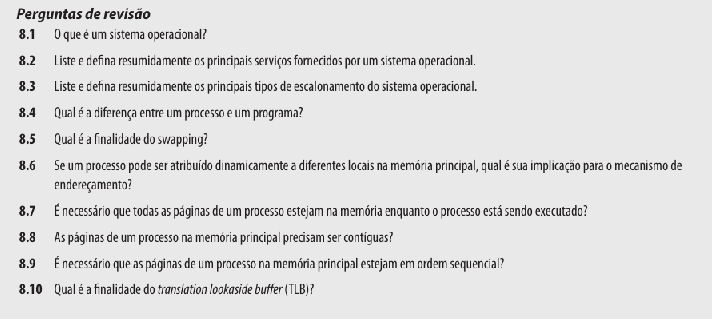 Perguntas de revisão
8.1 O que é um sistema operacional?
8.2 Liste e defina resumidamente os principais serviços fornecidos por um sistema operacional.
8.3 Liste e defina resumidamente os principais tipos de escalonamento do sistema operacional.
8.4 Qual é a diferença entre um processo e um programa?
8.5 Qual é a finalidade do swapping?
8.6 Se um processo pode ser atribuído dinamicamente a diferentes locais na memória principal, qual é sua implicação para o mecanismo de
endereçamento?
8.7 É necessário que todas as páginas de um processo estejam na memória enquanto o processo está sendo executado?
8.8 As páginas de um processo na memória principal precisam ser contíguas?
8.9 É necessário que as páginas de um processo na memória principal estejam em ordem sequencial?
8.10 Qual é a finalidade do translation lookaside buffer (TLB)?